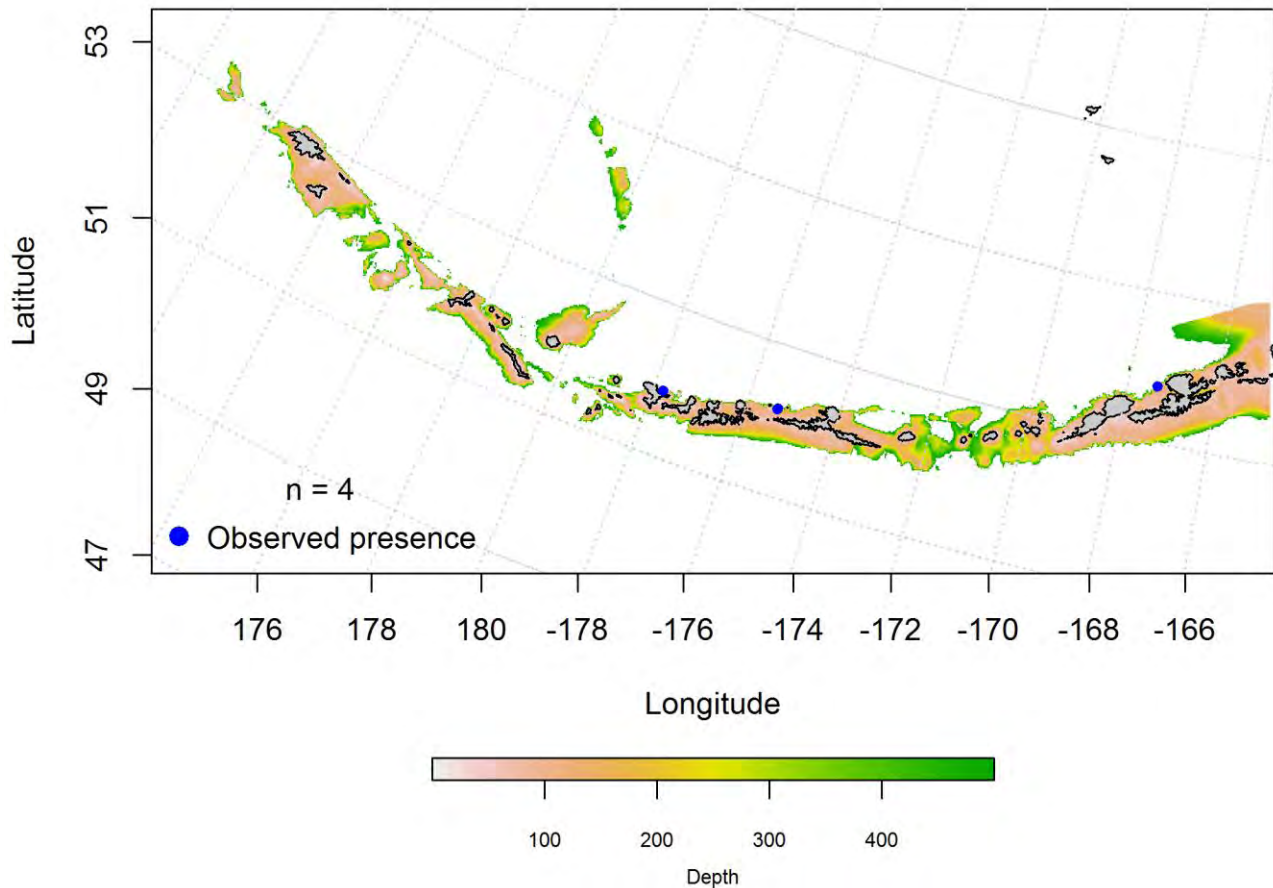 53
51
49
47
Latitude
n = 4
Observed presence
176 178 180 -178 -176 -174 -172 -170 -168 -166
Longitude
100 200 300 400
Depth